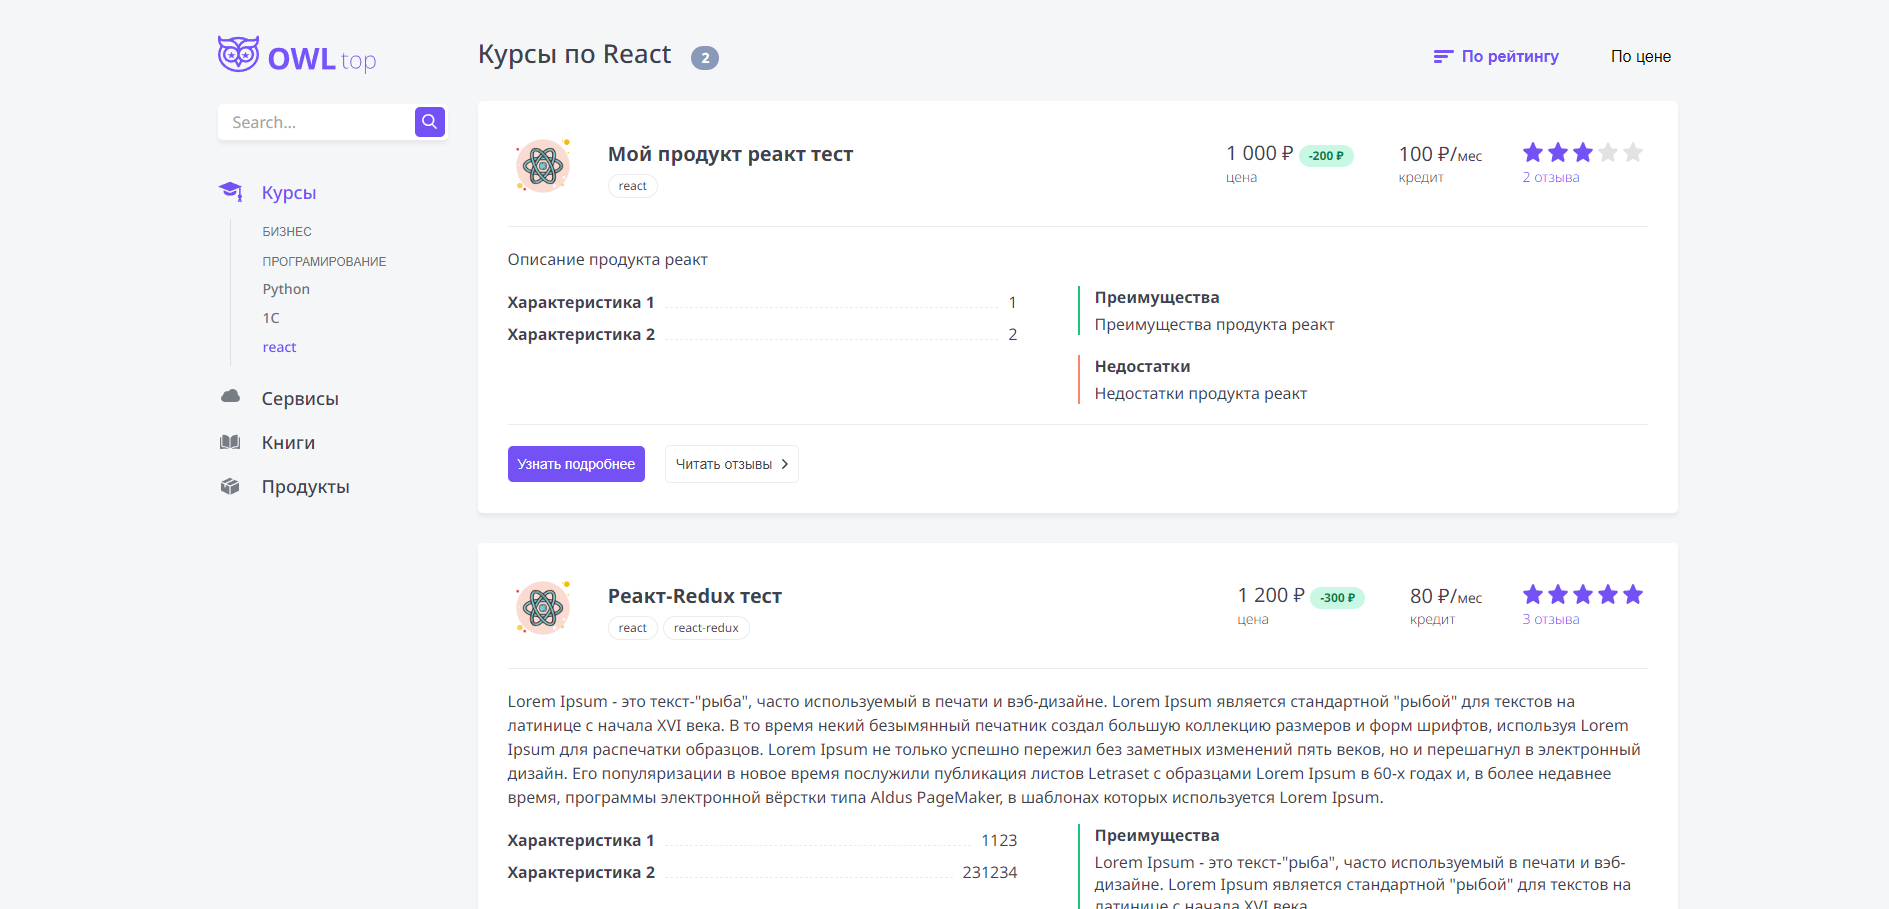 OWL top
Search...
Курсы
БИЗНЕС
ПРОГРАМИРОВАНИЕ
Python
1C
react
Сервисы
Книги
Продукты
Курсы по React 2
По рейтингу По цене
Мой продукт реакт тест
react
1 000 ₽ -200 ₽
цена
100 ₽/мес
кредит
2 отзыва
Описание продукта реакт
Характеристика 1 1
Характеристика 2 2
Преимущества
Преимущества продукта реакт
Недостатки
Недостатки продукта реакт
Узнать подробнее Читать отзывы
Реакт-Redux тест
react react-redux
1 200 ₽ -300 ₽
цена
80 ₽/мес
кредит
3 отзыва
Lorem Ipsum - это текст-"рыба", часто используемый в печати и вэб-дизайне. Lorem Ipsum является стандартной "рыбой" для текстов на
латинице с начала XVI века. В то время некий безымянный печатник создал большую коллекцию размеров и форм шрифтов, используя Lorem
Ipsum для распечатки образцов. Lorem Ipsum не только успешно пережил без заметных изменений пять веков, но и перешагнул в электронный
дизайн. Его популяризации в новое время послужили публикация листов Letraset с образцами Lorem Ipsum в 60-х годах и, в более недавнее
время, программы электронной вёрстки типа Aldus PageMaker, в шаблонах которых используется Lorem Ipsum.
Характеристика 1 1123
Характеристика 2 231234
Преимущества
Lorem Ipsum - это текст-"рыба", часто используемый в печати и вэб-
дизайне. Lorem Ipsum является стандартной "рыбой" для текстов на
латинице с начала XVI века.